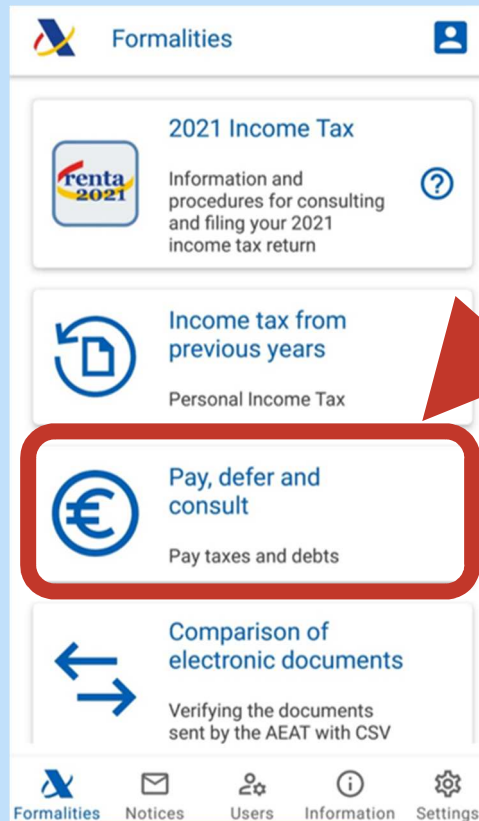 Formalities
2021 Income Tax
renta
2021
Information and
procedures for consulting
and filing your 2021
income tax return
?
Income tax from
previous years
Personal Income Tax
€
Pay, defer and
consult
Pay taxes and debts
Comparison of
electronic documents
Verifying the documents
sent by the AEAT with CSV
Formalities Notices Users Information Settings